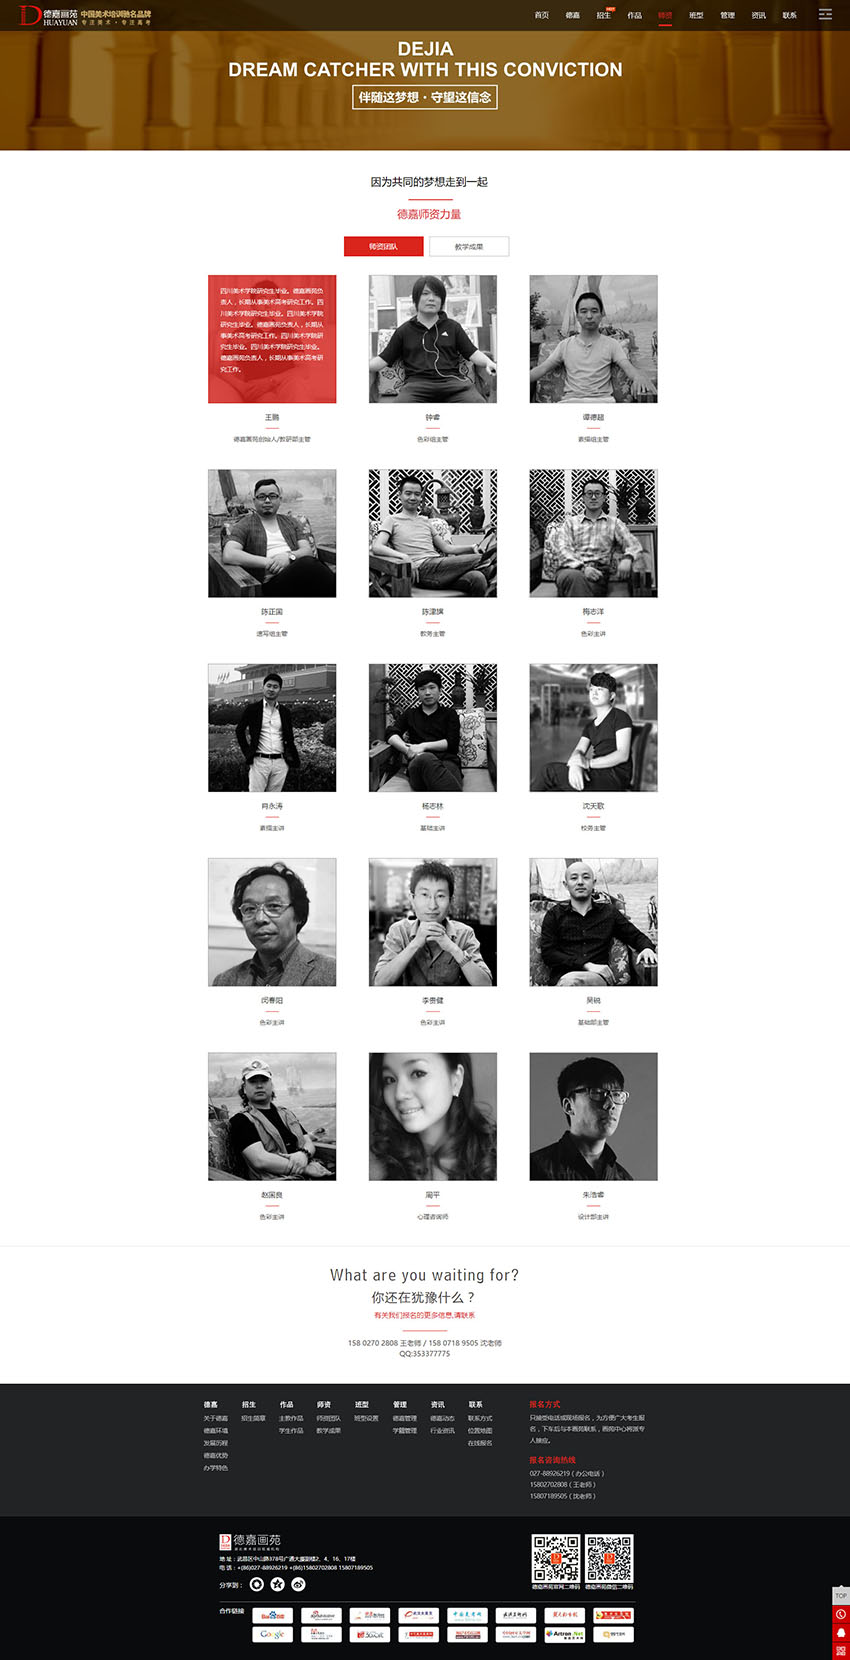 德嘉画苑 中国美术培训驰名品牌
HUAYUAN 专注美术·专注高考
首页 德嘉 招生 HOT 作品 师资 班型 管理 资讯 联系
DEJIA
DREAM CATCHER WITH THIS CONVICTION
伴随这梦想·守望这信念
因为共同的梦想走到一起
德嘉师资力量
师资团队 教学成果
四川美术学院研究生毕业。德嘉画苑负
责人，长期从事美术高考研究工作。四
川美术学院研究生毕业。四川美术学院
研究生毕业。德嘉画苑负责人，长期从
事美术高考研究工作。四川美术学院研
究生毕业。四川美术学院研究生毕业。
德嘉画苑负责人，长期从事美术高考研
究工作。
王鹏 钟睿 谭德超
德嘉画苑创始人/教研部主管 色彩组主管 素描组主管
陈正国 陈津旗 梅志洋
速写组主管 教务主管 色彩主讲
肖永涛 杨志林 沈天歌
素描主讲 基础主讲 校务主管
闵春阳 李贵健 吴锐
色彩主讲 色彩主讲 基础部主管
赵国良 周平 朱浩睿
色彩主讲 心理咨询师 设计部主讲
What are you waiting for?
你还在犹豫什么？
有关我们报名的更多信息,请联系
158 0270 2808 王老师 / 158 0718 9505 沈老师
QQ:353377775
德嘉 招生 作品 师资 班型 管理 资讯 联系 报名方式
关于德嘉 招生简章 主教作品 师资团队 班型设置 德嘉管理 德嘉动态 联系方式
德嘉环境 学生作品 教学成果 学籍管理 行业资讯 位置地图
发展历程 在线报名
德嘉优势
办学特色
只接受电话或现场报名，为方便广大考生报
名，下车后与本画苑联系，画苑中心将派专
人接应。
报名咨询热线
027-88926219（办公电话）
15802702808（王老师）
15807189505（沈老师）
德嘉画苑
地 址：武昌区中山路378号广通大厦副楼2、4、16、17楼
电 话：+(86)027-88926219 +(86)15802702808 15807189505
分享到：
德嘉画苑官网二维码 德嘉画苑微信二维码
合作链接
Baidu百度
Google
Artron.Net
TOP